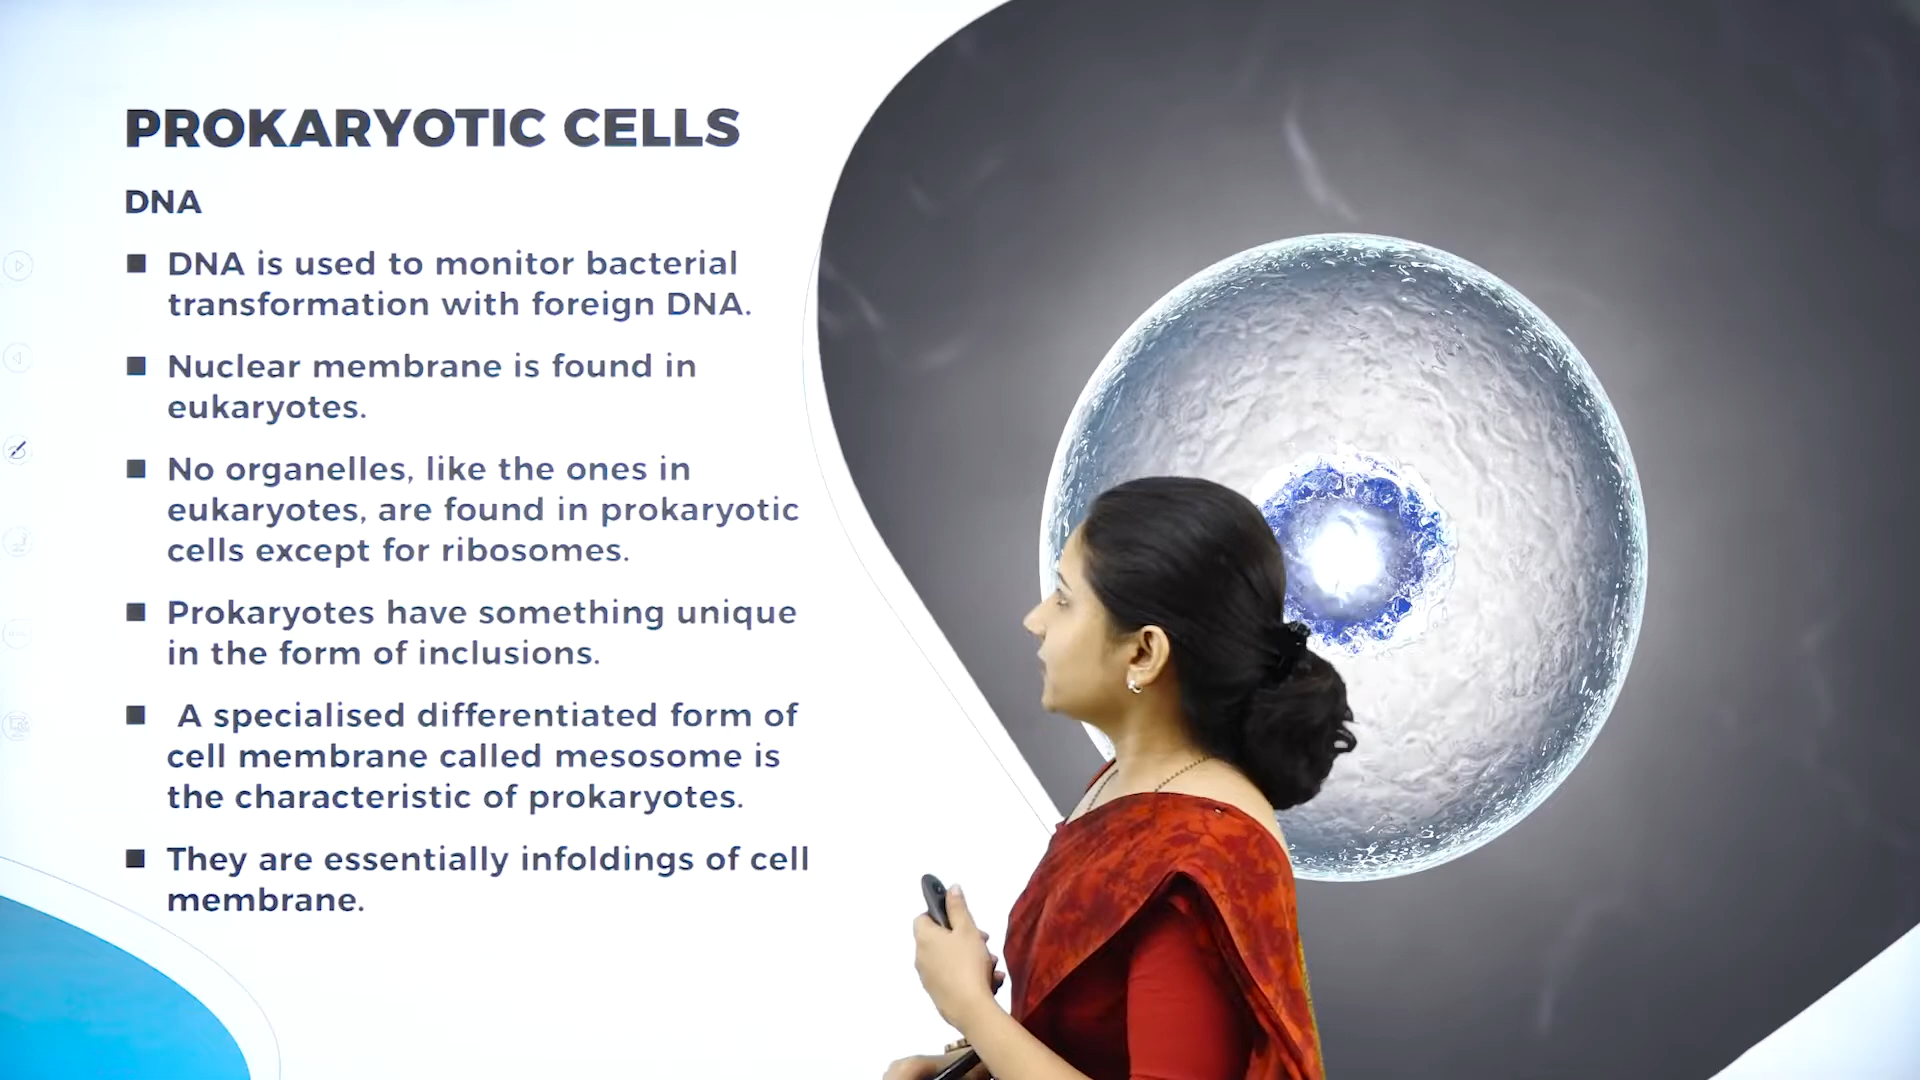 PROKARYOTIC CELLS
DNA
■ DNA is used to monitor bacterial
transformation with foreign DNA.
■ Nuclear membrane is found in
eukaryotes.
■ No organelles, like the ones in
eukaryotes, are found in prokaryotic
cells except for ribosomes.
■ Prokaryotes have something unique
in the form of inclusions.
■ A specialised differentiated form of
cell membrane called mesosome is
the characteristic of prokaryotes.
■ They are essentially infoldings of cell
membrane.